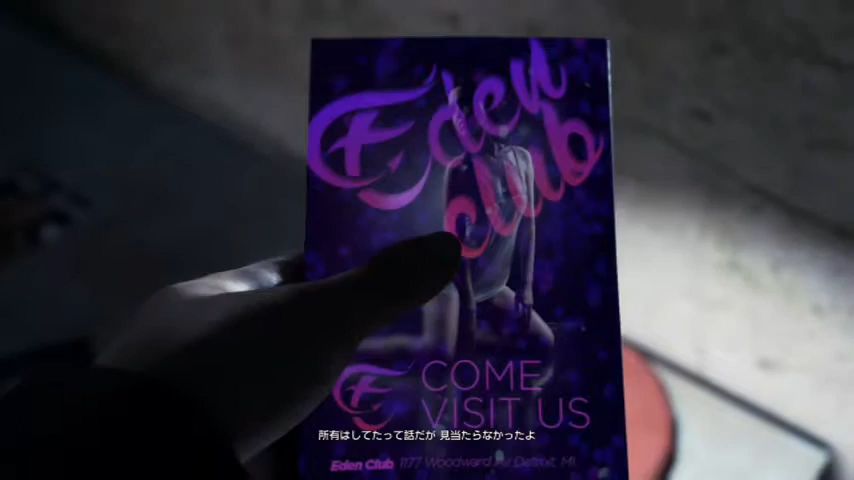 Eden
Club
COME
VISIT US
所有はしてたって話だが 見当たらなかったよ
Eden Club 1177 Woodward Av. Detroit, MI